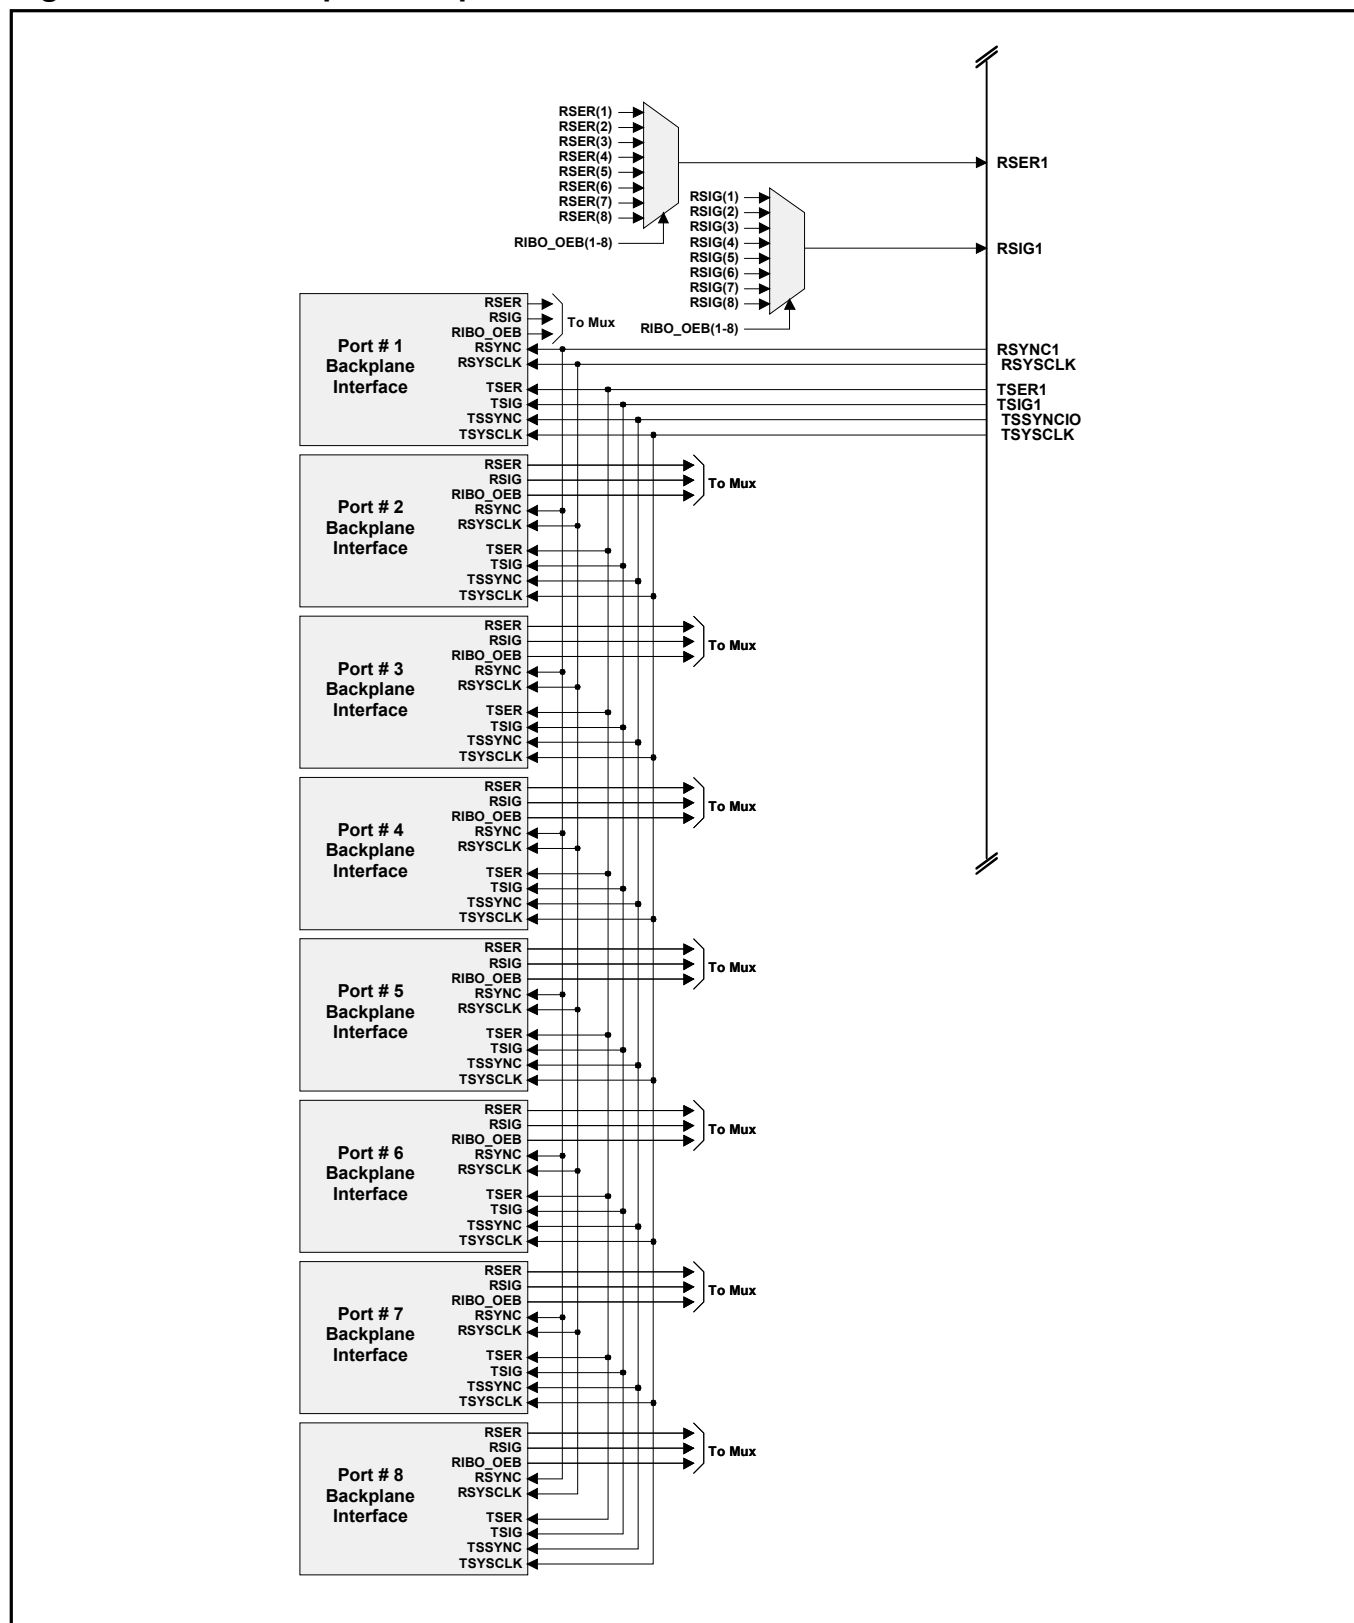 RSER(1)
RSER(2)
RSER(3)
RSER(4)
RSER(5)
RSER(6)
RSER(7)
RSER(8)
RIBO_OEB(1-8)
RSER1
RSIG(1)
RSIG(2)
RSIG(3)
RSIG(4)
RSIG(5)
RSIG(6)
RSIG(7)
RSIG(8)
RIBO_OEB(1-8)
RSIG1
Port # 1
Backplane
Interface
RSER
RSIG
RIBO_OEB
RSYNC
RSYSCLK
TSER
TSIG
TSSYNC
TSYSCLK
To Mux
RSYNC1
RSYSCLK
TSER1
TSIG1
TSSYNCIO
TSYSCLK
Port # 2
Backplane
Interface
RSER
RSIG
RIBO_OEB
RSYNC
RSYSCLK
TSER
TSIG
TSSYNC
TSYSCLK
To Mux
Port # 3
Backplane
Interface
RSER
RSIG
RIBO_OEB
RSYNC
RSYSCLK
TSER
TSIG
TSSYNC
TSYSCLK
To Mux
Port # 4
Backplane
Interface
RSER
RSIG
RIBO_OEB
RSYNC
RSYSCLK
TSER
TSIG
TSSYNC
TSYSCLK
To Mux
Port # 5
Backplane
Interface
RSER
RSIG
RIBO_OEB
RSYNC
RSYSCLK
TSER
TSIG
TSSYNC
TSYSCLK
To Mux
Port # 6
Backplane
Interface
RSER
RSIG
RIBO_OEB
RSYNC
RSYSCLK
TSER
TSIG
TSSYNC
TSYSCLK
To Mux
Port # 7
Backplane
Interface
RSER
RSIG
RIBO_OEB
RSYNC
RSYSCLK
TSER
TSIG
TSSYNC
TSYSCLK
To Mux
Port # 8
Backplane
Interface
RSER
RSIG
RIBO_OEB
RSYNC
RSYSCLK
TSER
TSIG
TSSYNC
TSYSCLK
To Mux